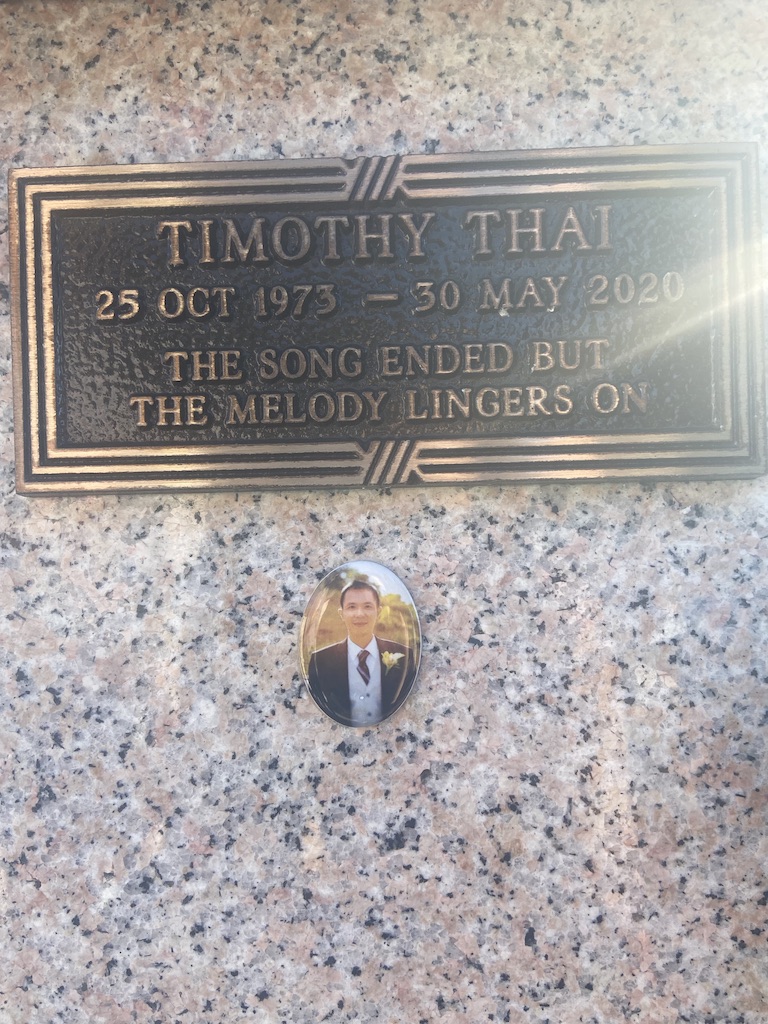 TIMOTHY THAI
25 OCT 1973 — 30 MAY 2020
THE SONG ENDED BUT
THE MELODY LINGERS ON